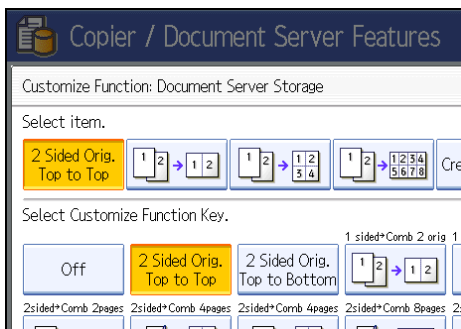 Copier / Document Server Features
Customize Function: Document Server Storage
Select item.
2 Sided Orig.
Top to Top
1 2 → 1 2
1 2 → 1 2
3 4
1 2 → 1 2 3 4
5 6 7 8
Cre
Select Customize Function Key.
1 sided→Comb 2 orig
1
Off
2 Sided Orig.
Top to Top
2 Sided Orig.
Top to Bottom
1 2 → 1 2
2sided→Comb 2pages
2sided→Comb 4pages
2sided→Comb 4pages
2sided→Comb 8pages
2s